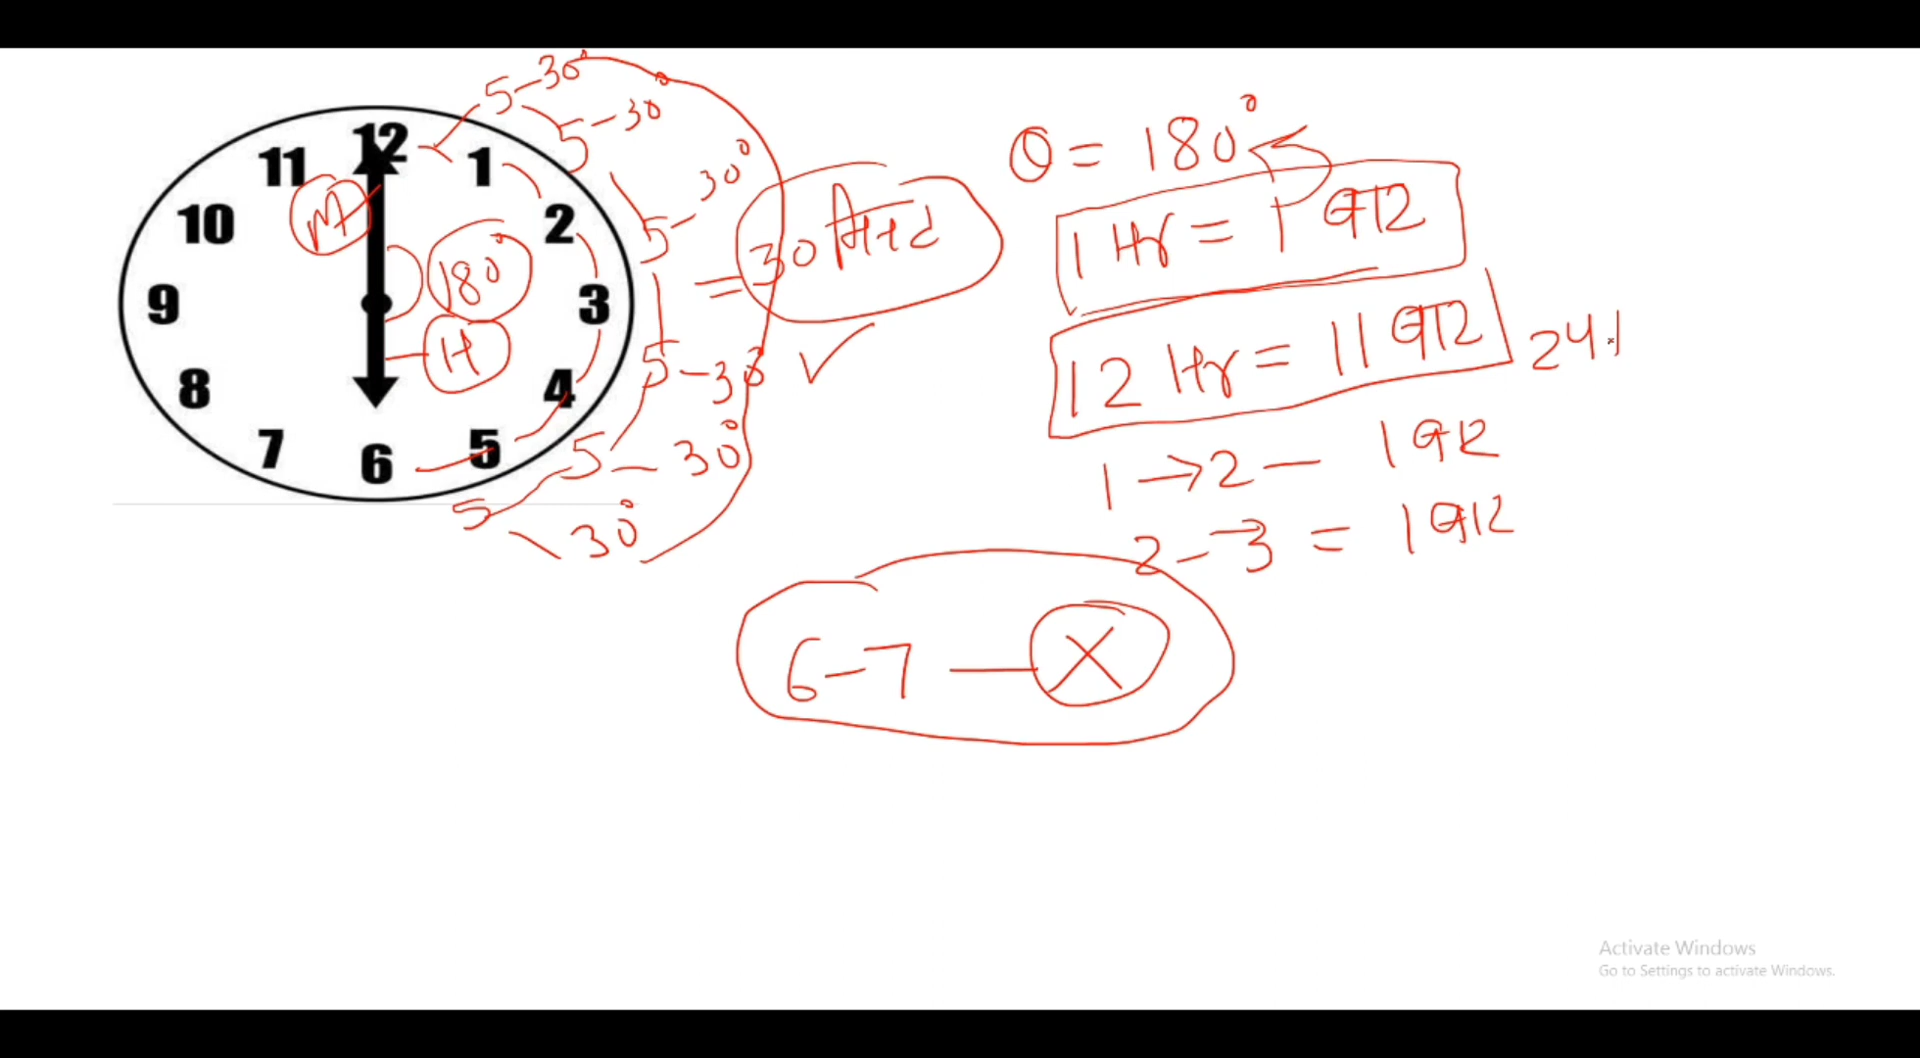 12
11
1
10
2
9
3
8
4
7
5
6
M
180°
H
5-30°
5-30°
5-30°
5-30°
5-30°
5
30°
= 30 मिनट
θ = 180°
1 Hr = 1 बार
12 Hr = 11 बार
24
1→2 - 1 बार
2-3 = 1 बार
6-7 — X
Activate Windows
Go to Settings to activate Windows.